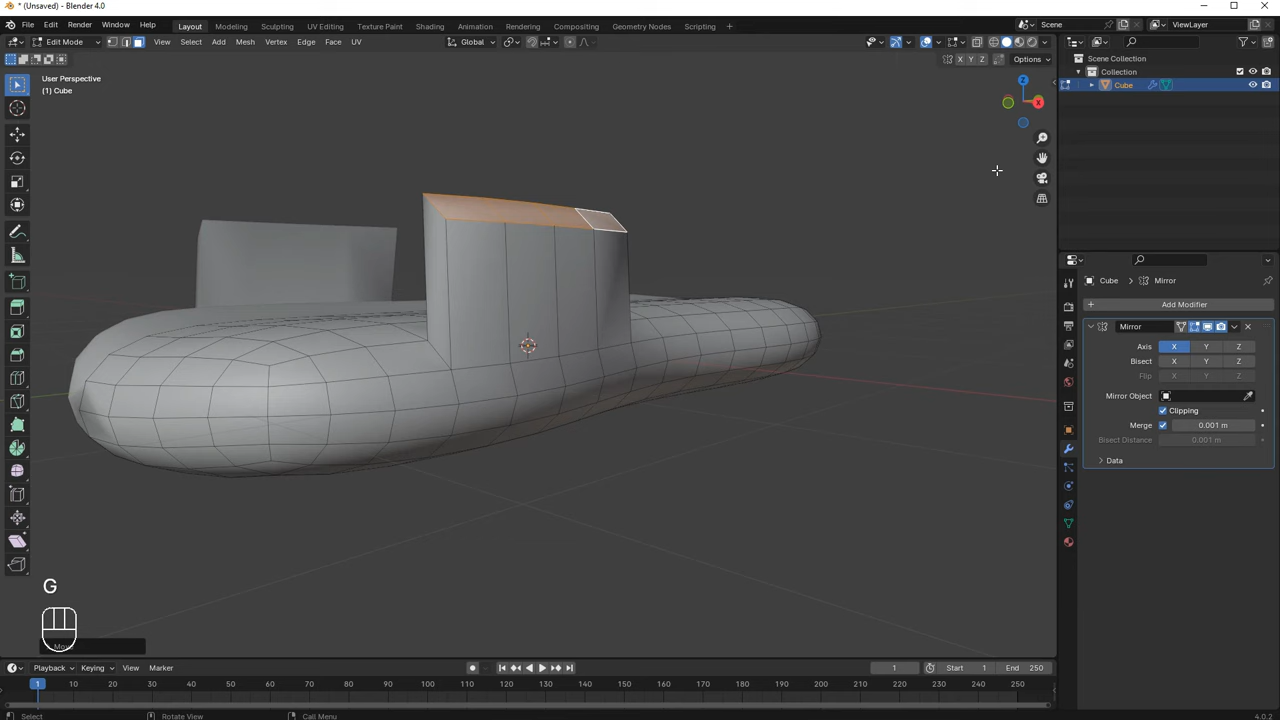 * (Unsaved) - Blender 4.0
File Edit Render Window Help Layout Modeling Sculpting UV Editing Texture Paint Shading Animation Rendering Compositing Geometry Nodes Scripting + Scene ViewLayer
Edit Mode View Select Add Mesh Vertex Edge Face UV Global
X Y Z Options
User Perspective
(1) Cube
Z
X
Scene Collection
Collection
Cube
Cube > Mirror
+ Add Modifier
Mirror
Axis X Y Z
Bisect X Y Z
Flip X Y Z
Mirror Object
Clipping
Merge 0.001 m
Bisect Distance 0.001 m
Data
G
Move
Playback Keying View Marker 1 Start 1 End 250
1 10 20 30 40 50 60 70 80 90 100 110 120 130 140 150 160 170 180 190 200 210 220 230 240 250
Select Rotate View Call Menu 4.0.2